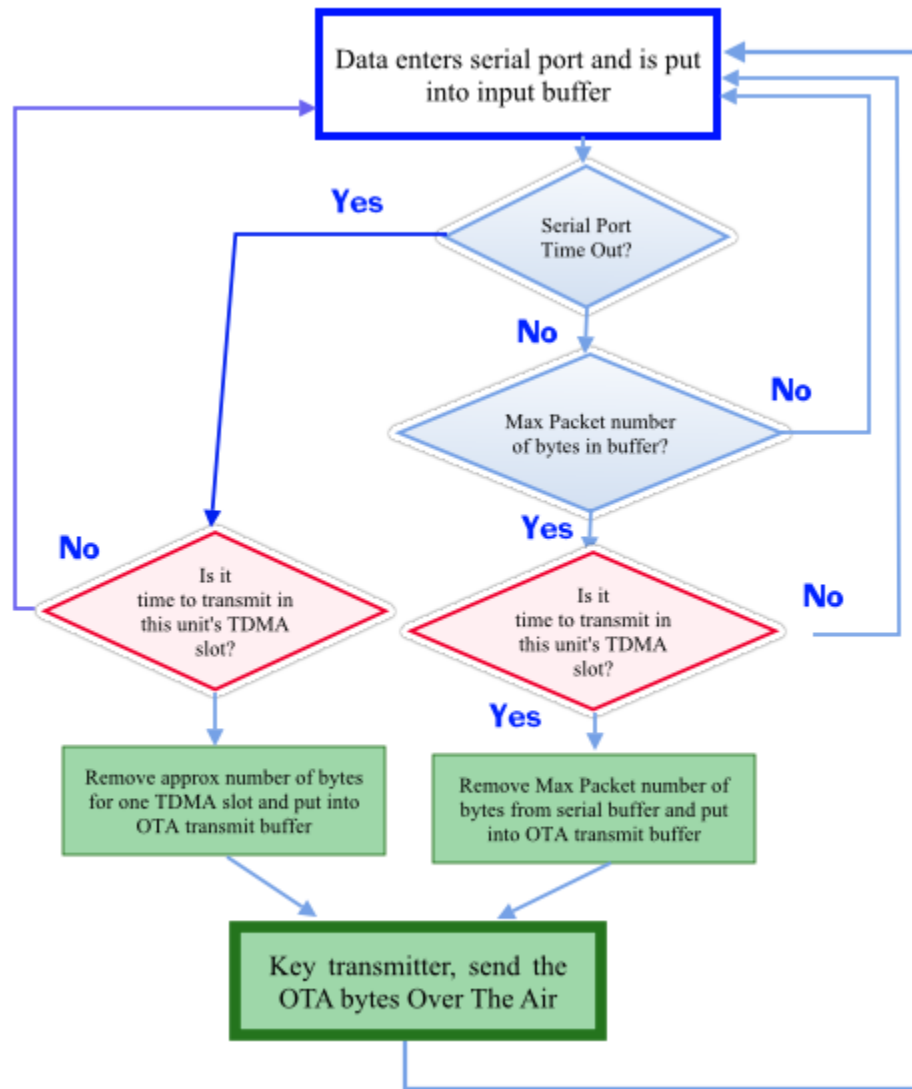 Data enters serial port and is put
into input buffer
Yes
Serial Port
Time Out?
No
No
Max Packet number
of bytes in buffer?
Yes
No
Is it
time to transmit in
this unit's TDMA
slot?
Is it
time to transmit in
this unit's TDMA
slot?
No
Yes
Remove approx number of bytes
for one TDMA slot and put into
OTA transmit buffer
Remove Max Packet number of
bytes from serial buffer and put
into OTA transmit buffer
Key transmitter, send the
OTA bytes Over The Air